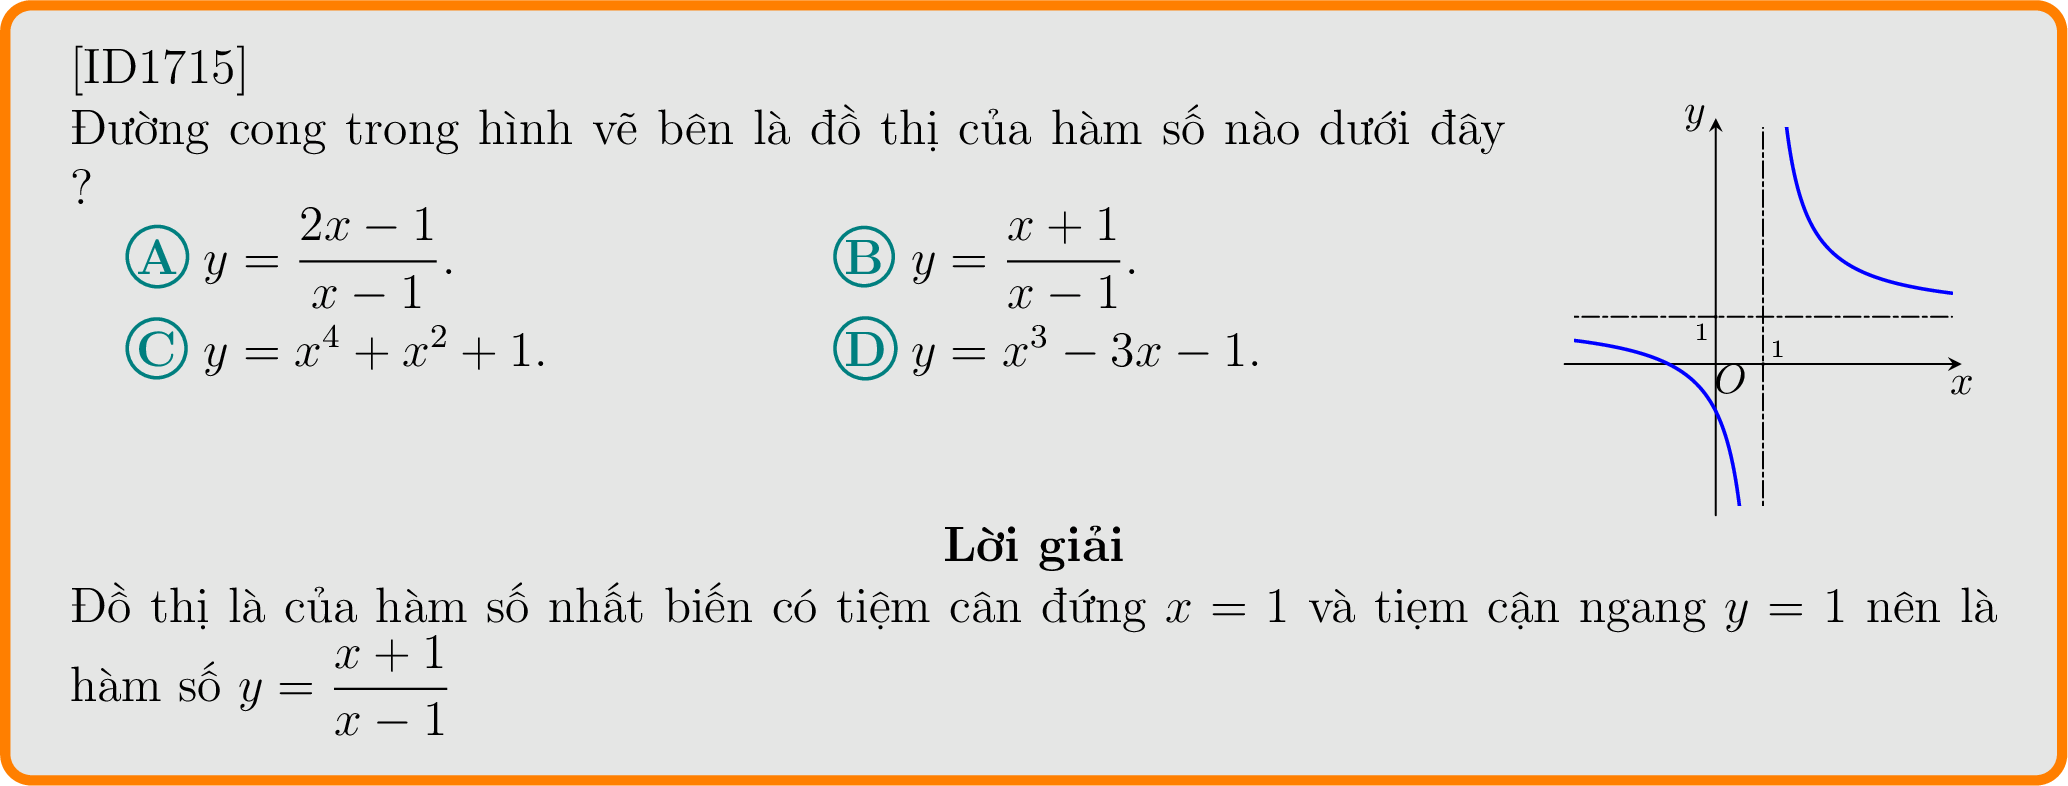 [ID1715]
Đường cong trong hình vẽ bên là đồ thị của hàm số nào dưới đây
?
A y = \frac{2x − 1}{x − 1}. B y = \frac{x + 1}{x − 1}.
C y = x^4 + x^2 + 1. D y = x^3 − 3x − 1.
y
1
1
O
x
Lời giải
Đồ thị là của hàm số nhất biến có tiệm cân đứng x = 1 và tiẹm cận ngang y = 1 nên là
hàm số y = \frac{x + 1}{x − 1}